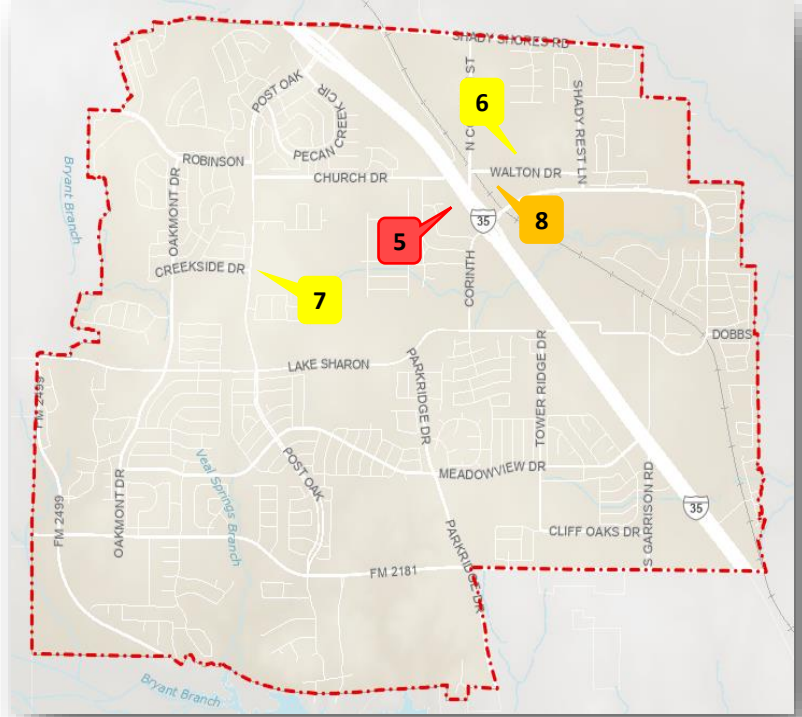 SHADY SHORES RD
POST OAK
PECAN CREEK CIR
6
N CO ST
SHADY REST LN
ROBINSON
CHURCH DR
WALTON DR
Bryant Branch
OAKMONT DR
5
35
8
CREEKSIDE DR
7
CORINTH
DOBBS
LAKE SHARON
PARKRIDGE DR
TOWER RIDGE DR
FM 2499
MEADOWVIEW DR
POST OAK
Veal Springs Branch
OAKMONT DR
FM 2499
S GARRISON RD
35
CLIFF OAKS DR
FM 2181
PARKRIDGE DR
Bryant Branch